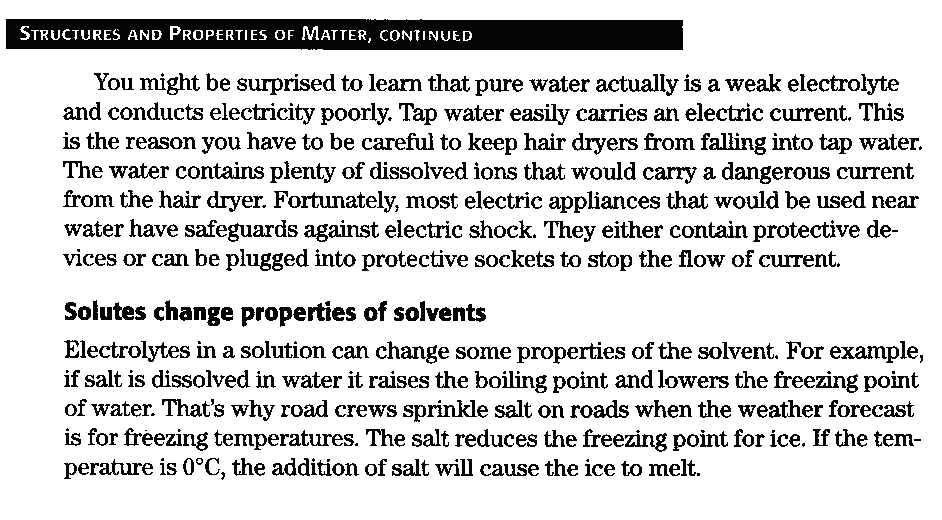 STRUCTURES AND PROPERTIES OF MATTER, CONTINUED
You might be surprised to learn that pure water actually is a weak electrolyte
and conducts electricity poorly. Tap water easily carries an electric current. This
is the reason you have to be careful to keep hair dryers from falling into tap water.
The water contains plenty of dissolved ions that would carry a dangerous current
from the hair dryer. Fortunately, most electric appliances that would be used near
water have safeguards against electric shock. They either contain protective de-
vices or can be plugged into protective sockets to stop the flow of current.
Solutes change properties of solvents
Electrolytes in a solution can change some properties of the solvent. For example,
if salt is dissolved in water it raises the boiling point and lowers the freezing point
of water. That's why road crews sprinkle salt on roads when the weather forecast
is for freezing temperatures. The salt reduces the freezing point for ice. If the tem-
perature is 0°C, the addition of salt will cause the ice to melt.